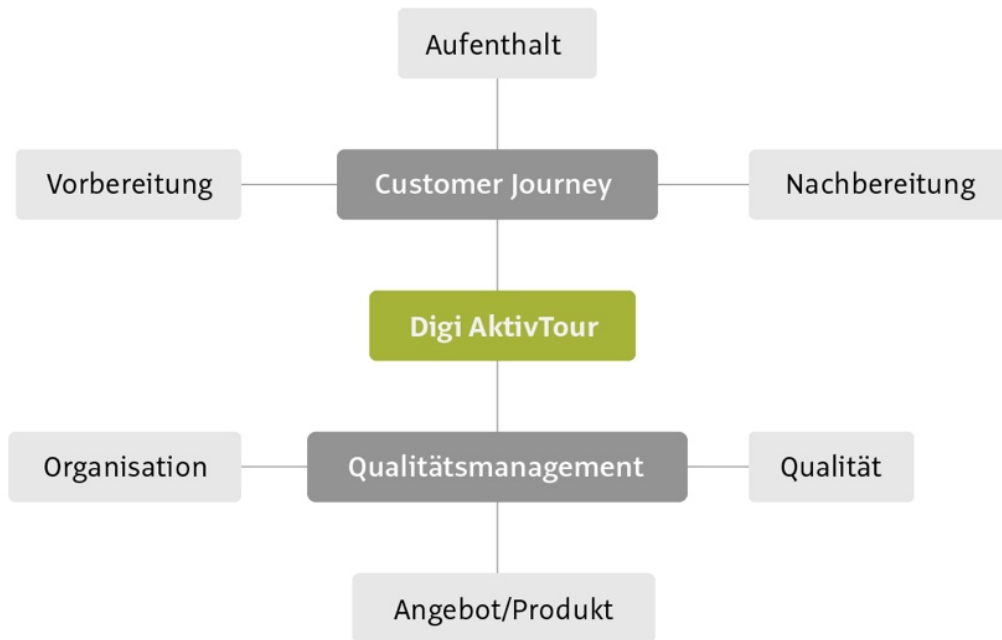 Aufenthalt
Vorbereitung
Customer Journey
Nachbereitung
Digi AktivTour
Organisation
Qualitätsmanagement
Qualität
Angebot/Produkt